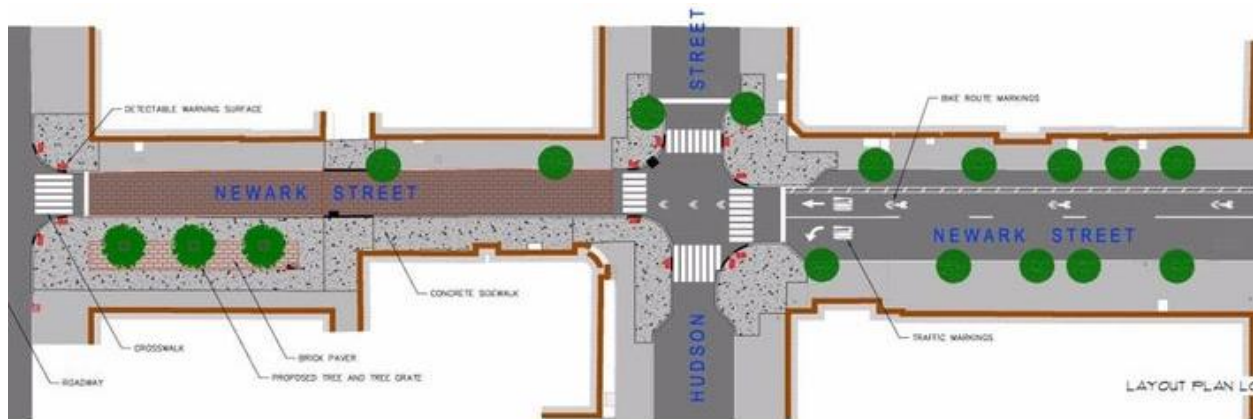 STREET
DETECTABLE WARNING SURFACE
BIKE ROUTE MARKINGS
NEWARK STREET
NEWARK STREET
CONCRETE SIDEWALK
HUDSON
TRAFFIC MARKINGS
CROSSWALK
BRICK PAVER
PROPOSED TREE AND TREE GRATE
ROADWAY
LAYOUT PLAN LO